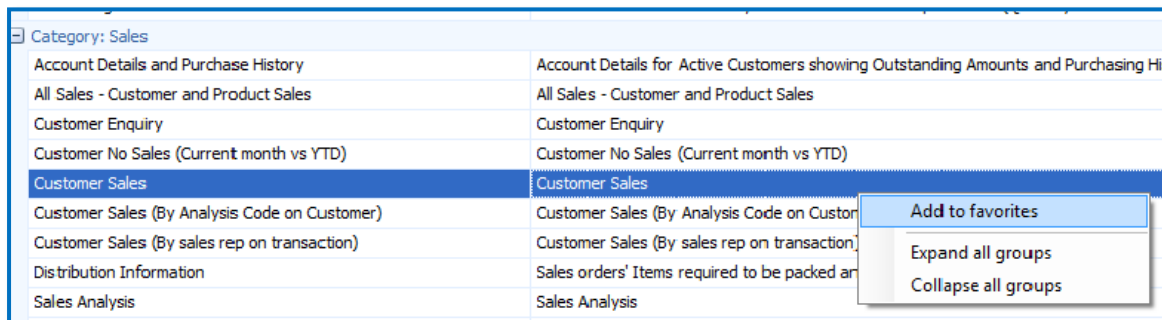 Category: Sales
Account Details and Purchase History Account Details for Active Customers showing Outstanding Amounts and Purchasing Hi
All Sales - Customer and Product Sales All Sales - Customer and Product Sales
Customer Enquiry Customer Enquiry
Customer No Sales (Current month vs YTD) Customer No Sales (Current month vs YTD)
Customer Sales Customer Sales
Customer Sales (By Analysis Code on Customer) Customer Sales (By Analysis Code on Custon
Add to favorites
Customer Sales (By sales rep on transaction) Customer Sales (By sales rep on transaction)
Expand all groups
Distribution Information Sales orders' Items required to be packed an
Collapse all groups
Sales Analysis Sales Analysis